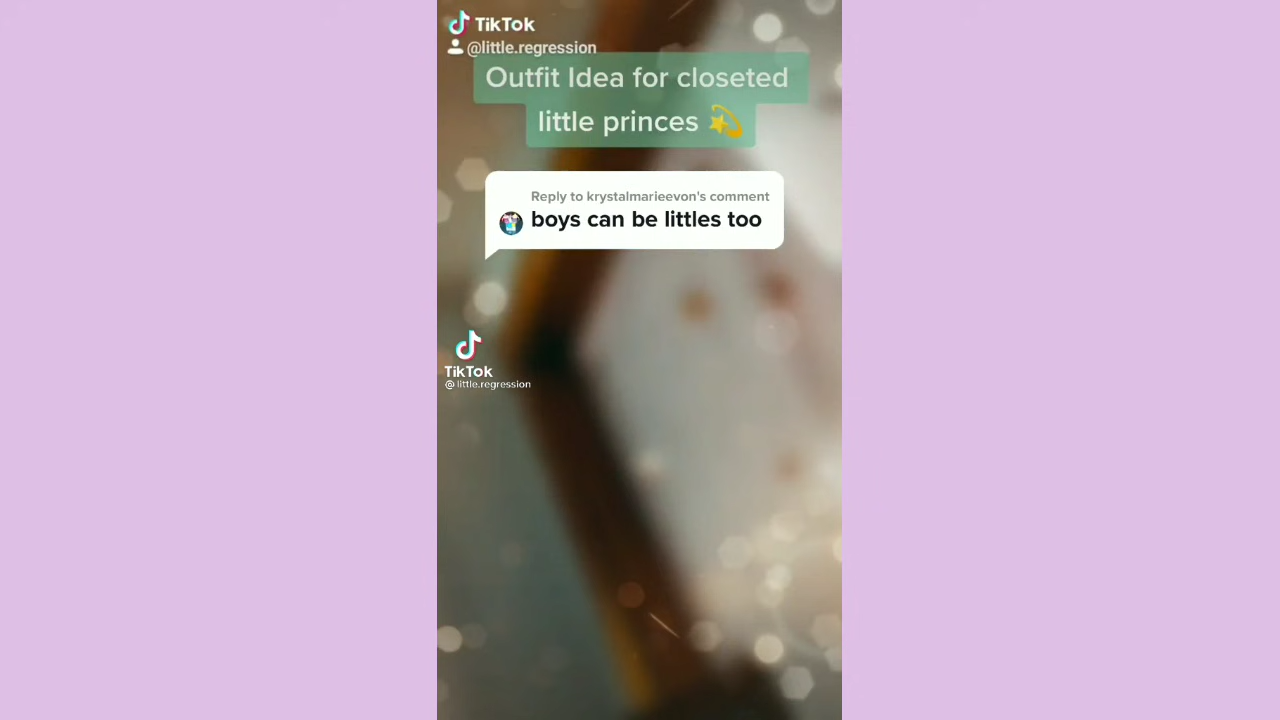 TikTok
@little.regression
Outfit Idea for closeted
little princes 💫
Reply to krystalmarieevon's comment
boys can be littles too
TikTok
@little.regression